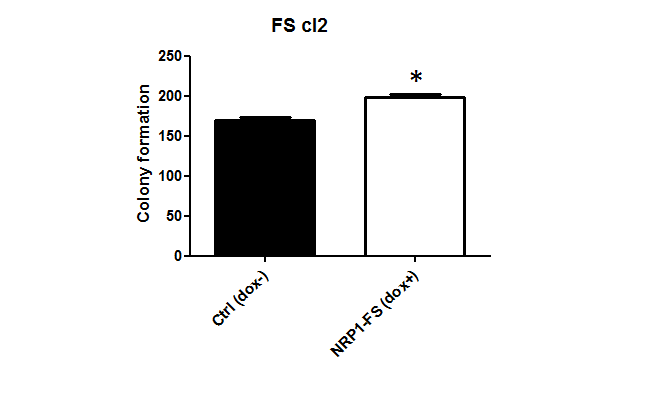 FS cl2
Colony formation
250
200
150
100
50
0
*
Ctrl (dox-)
NRP1-FS (dox+)